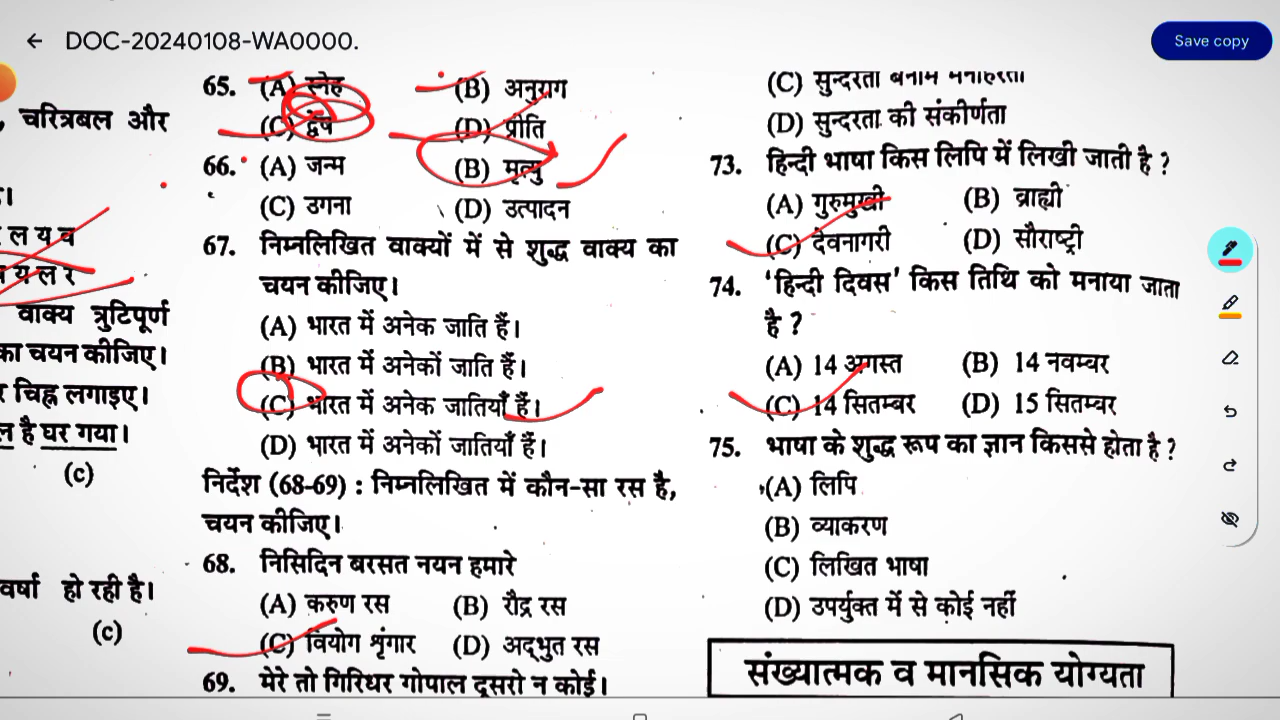 DOC-20240108-WA0000.
Save copy
, चरित्रबल और
है।
र ल य व
व य ल र
वाक्य त्रुटिपूर्ण
का चयन कीजिए।
र चिह्न लगाइए।
ल है घर गया।
(c)
वर्षा हो रही है।
(c)
65. (A) स्नेह (B) अनुराग
(C) द्वेष (D) प्रीति
66. (A) जन्म (B) मृत्यु
(C) उगना (D) उत्पादन
67. निम्नलिखित वाक्यों में से शुद्ध वाक्य का
चयन कीजिए।
(A) भारत में अनेक जाति हैं।
(B) भारत में अनेकों जाति हैं।
(C) भारत में अनेक जातियाँ हैं।
(D) भारत में अनेकों जातियाँ हैं।
निर्देश (68-69) : निम्नलिखित में कौन-सा रस है,
चयन कीजिए।
68. निसिदिन बरसत नयन हमारे
(A) करुण रस (B) रौद्र रस
(C) वियोग श्रृंगार (D) अद्भुत रस
69. मेरे तो गिरिधर गोपाल दूसरो न कोई।
(C) सुन्दरता बनाम मनोहरता
(D) सुन्दरता की संकीर्णता
73. हिन्दी भाषा किस लिपि में लिखी जाती है ?
(A) गुरुमुखी (B) ब्राह्मी
(C) देवनागरी (D) सौराष्ट्री
74. ‘हिन्दी दिवस’ किस तिथि को मनाया जाता
है ?
(A) 14 अगस्त (B) 14 नवम्बर
(C) 14 सितम्बर (D) 15 सितम्बर
75. भाषा के शुद्ध रूप का ज्ञान किससे होता है ?
(A) लिपि
(B) व्याकरण
(C) लिखित भाषा
(D) उपर्युक्त में से कोई नहीं
संख्यात्मक व मानसिक योग्यता